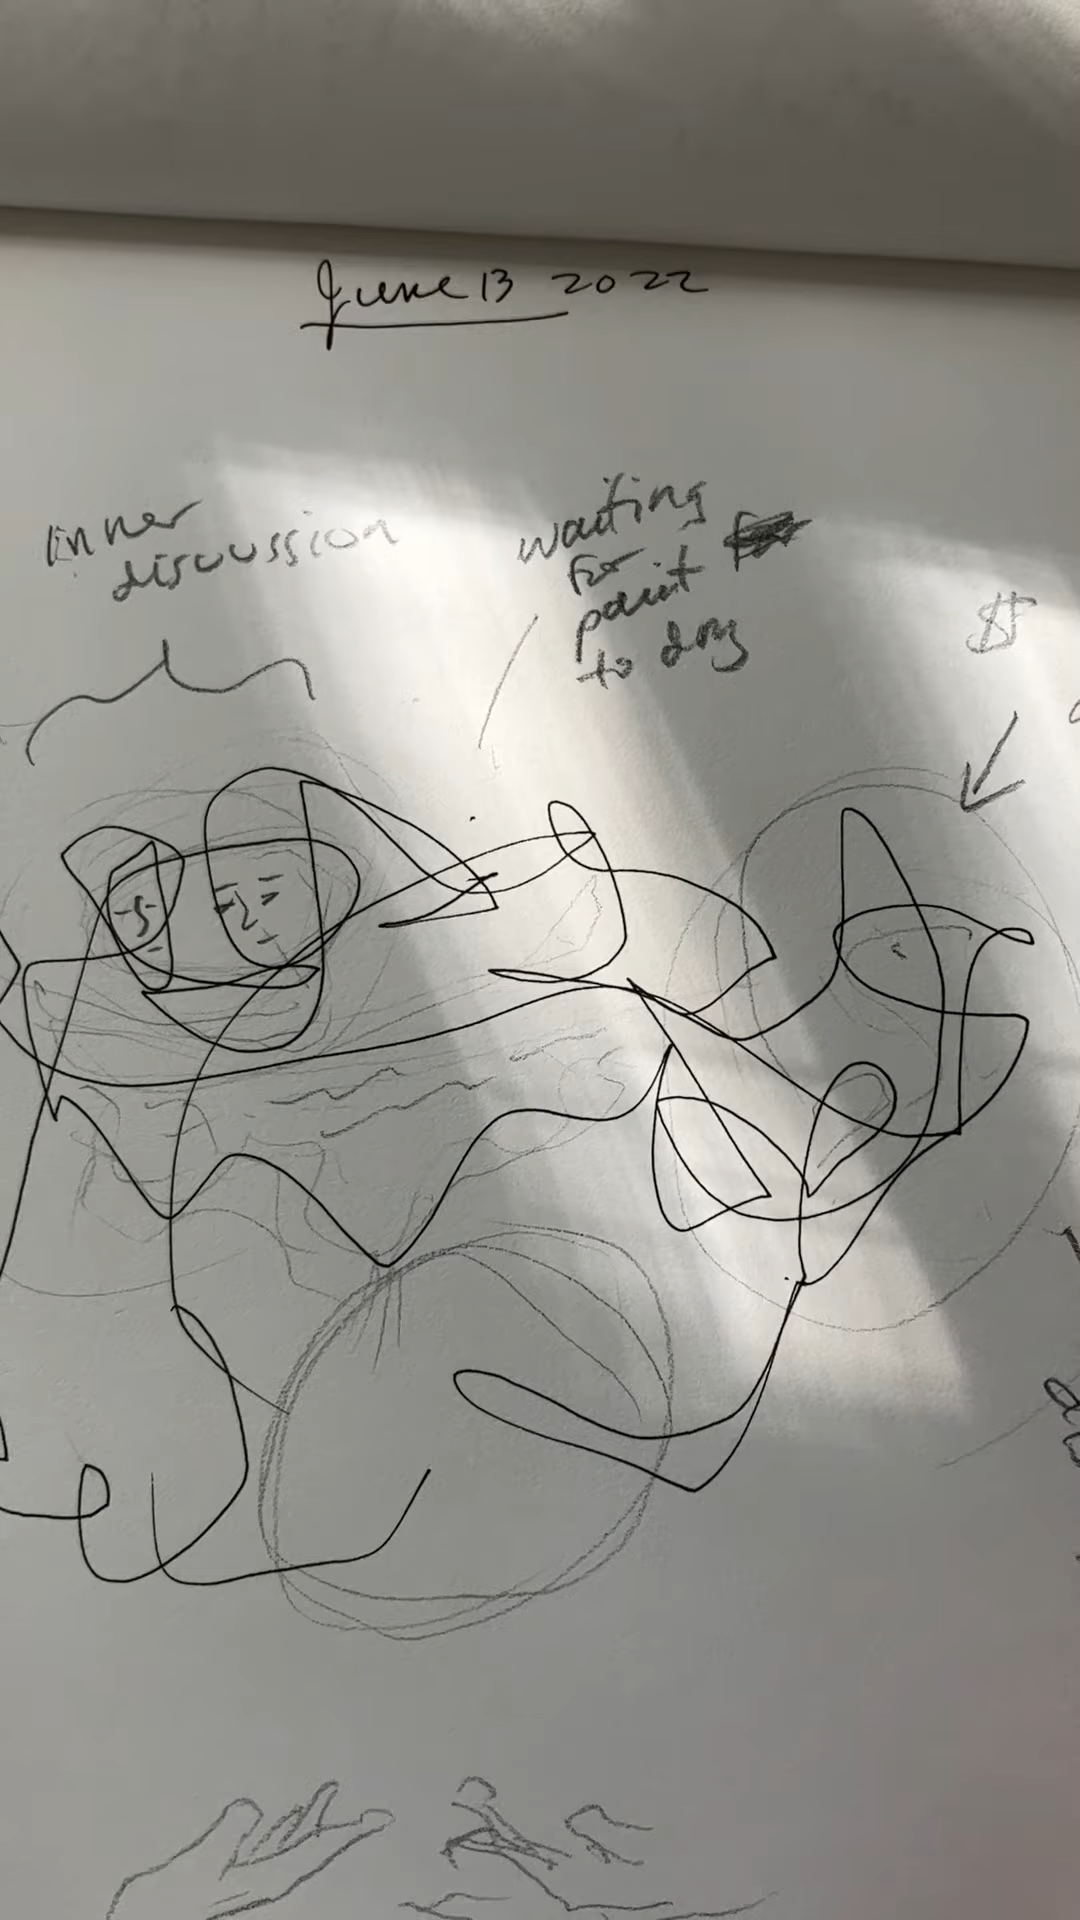 June 13 2022
inner
discussion
waiting
for
paint
to dry
$